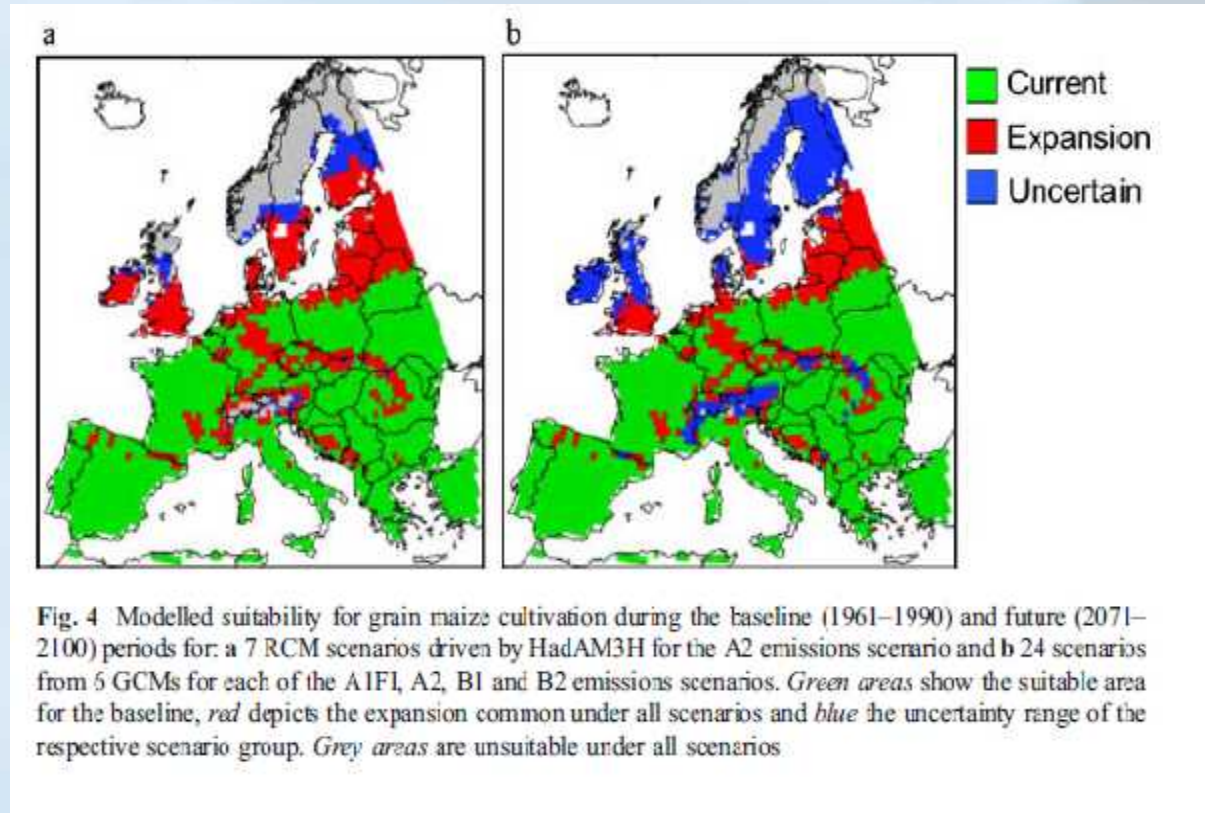 a
b
Current
Expansion
Uncertain
Fig. 4 Modelled suitability for grain maize cultivation during the baseline (1961–1990) and future (2071–
2100) periods for: a 7 RCM scenarios driven by HadAM3H for the A2 emissions scenario and b 24 scenarios
from 6 GCMs for each of the A1FI, A2, B1 and B2 emissions scenarios. Green areas show the suitable area
for the baseline, red depicts the expansion common under all scenarios and blue the uncertainty range of the
respective scenario group. Grey areas are unsuitable under all scenarios